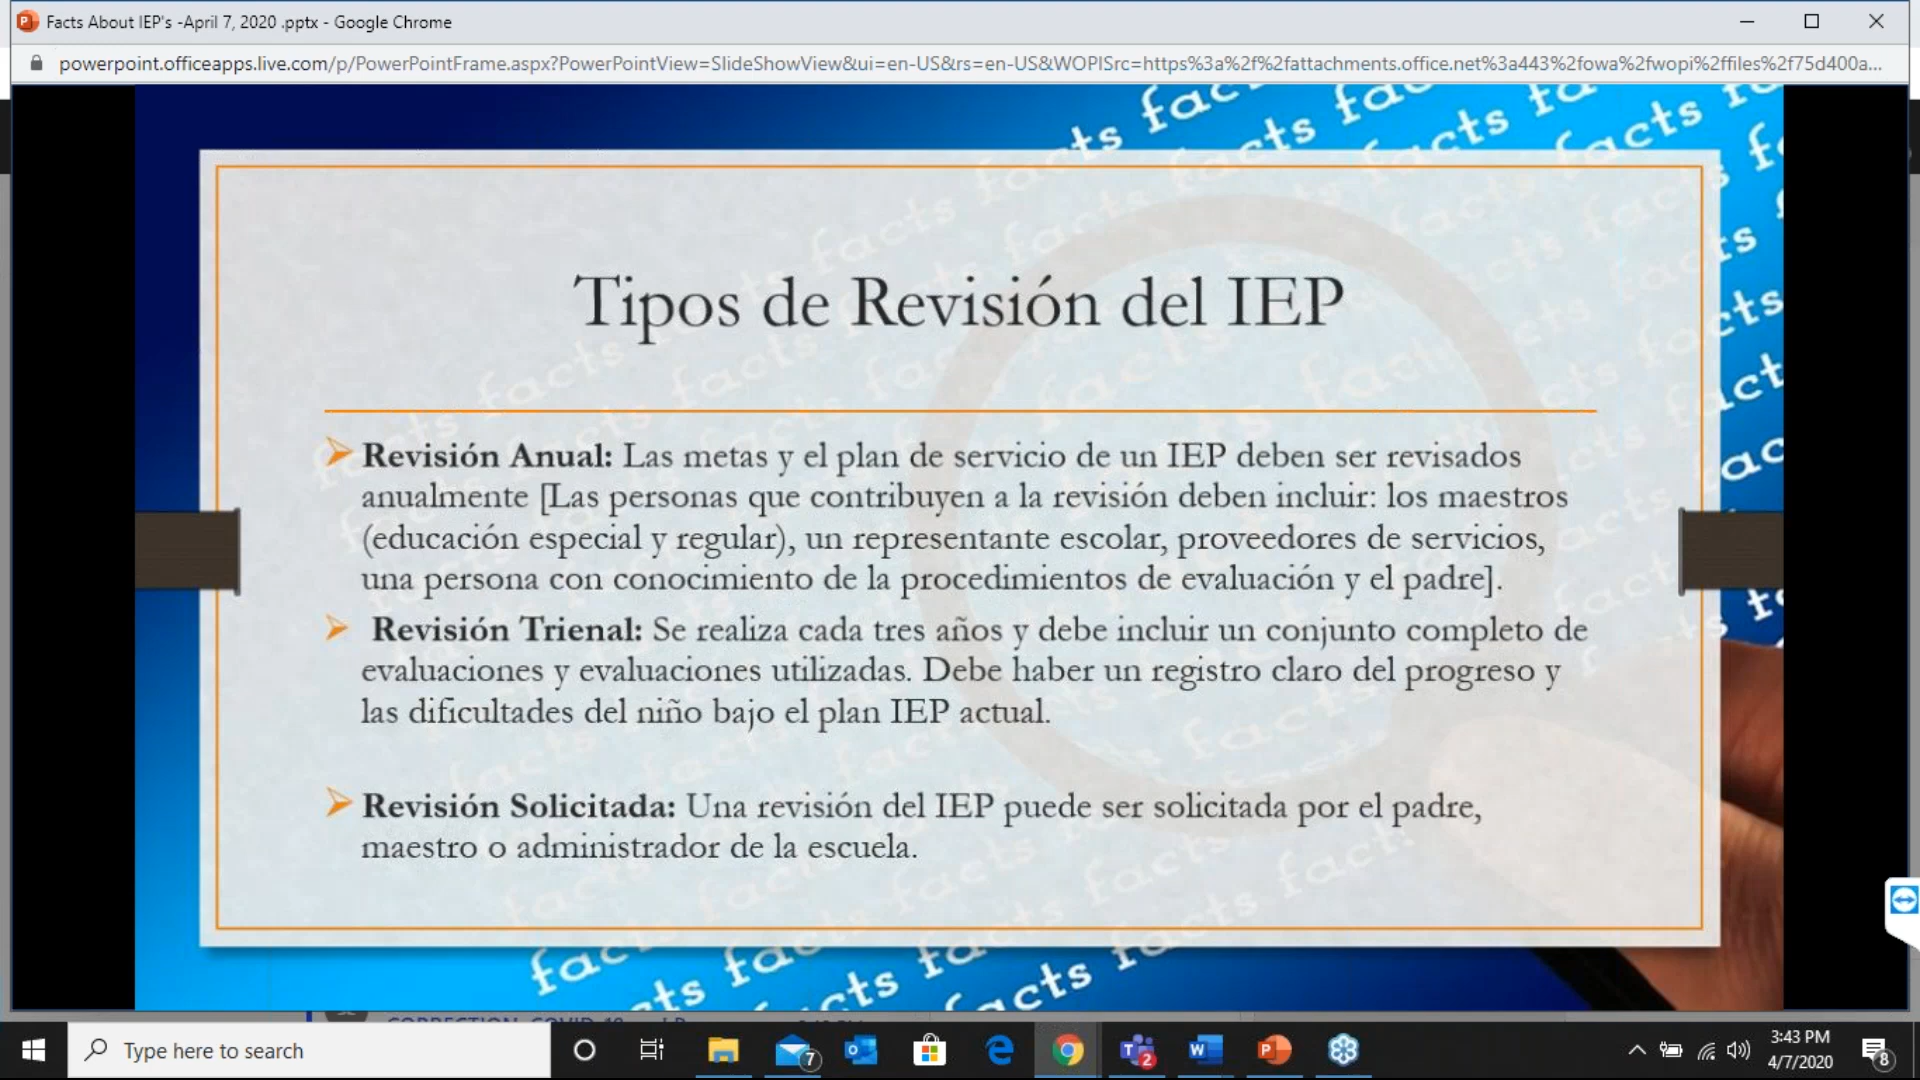 Facts About IEP's -April 7, 2020 .pptx - Google Chrome
powerpoint.officeapps.live.com/p/PowerPointFrame.aspx?PowerPointView=SlideShowView&ui=en-US&rs=en-US&WOPISrc=https%3a%2f%2fattachments.office.net%3a443%2fowa%2fwopi%2ffiles%2f75d400a...
Tipos de Revisión del IEP
Revisión Anual: Las metas y el plan de servicio de un IEP deben ser revisados
anualmente [Las personas que contribuyen a la revisión deben incluir: los maestros
(educación especial y regular), un representante escolar, proveedores de servicios,
una persona con conocimiento de la procedimientos de evaluación y el padre].
Revisión Trienal: Se realiza cada tres años y debe incluir un conjunto completo de
evaluaciones y evaluaciones utilizadas. Debe haber un registro claro del progreso y
las dificultades del niño bajo el plan IEP actual.
Revisión Solicitada: Una revisión del IEP puede ser solicitada por el padre,
maestro o administrador de la escuela.
facts facts facts facts
Type here to search
7
2
3:43 PM
4/7/2020
8